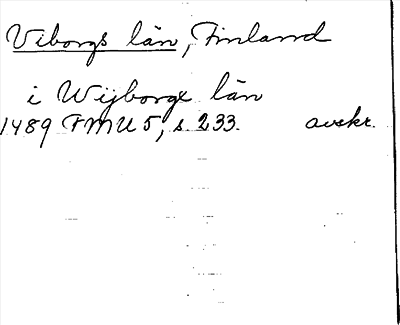 Viborgs län, Finland
i Wijborgx län
1489 FMU 5, s. 233. avskr.